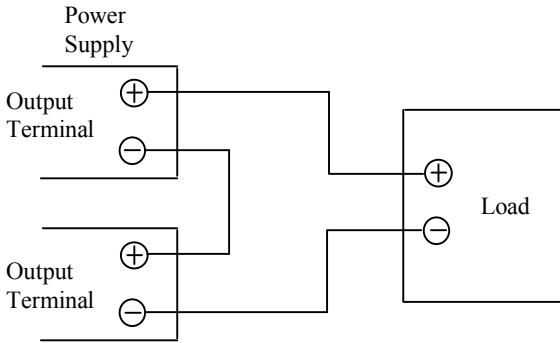 Power
Supply
Output
Terminal
+
−
Load
+
−
Output
Terminal
+
−